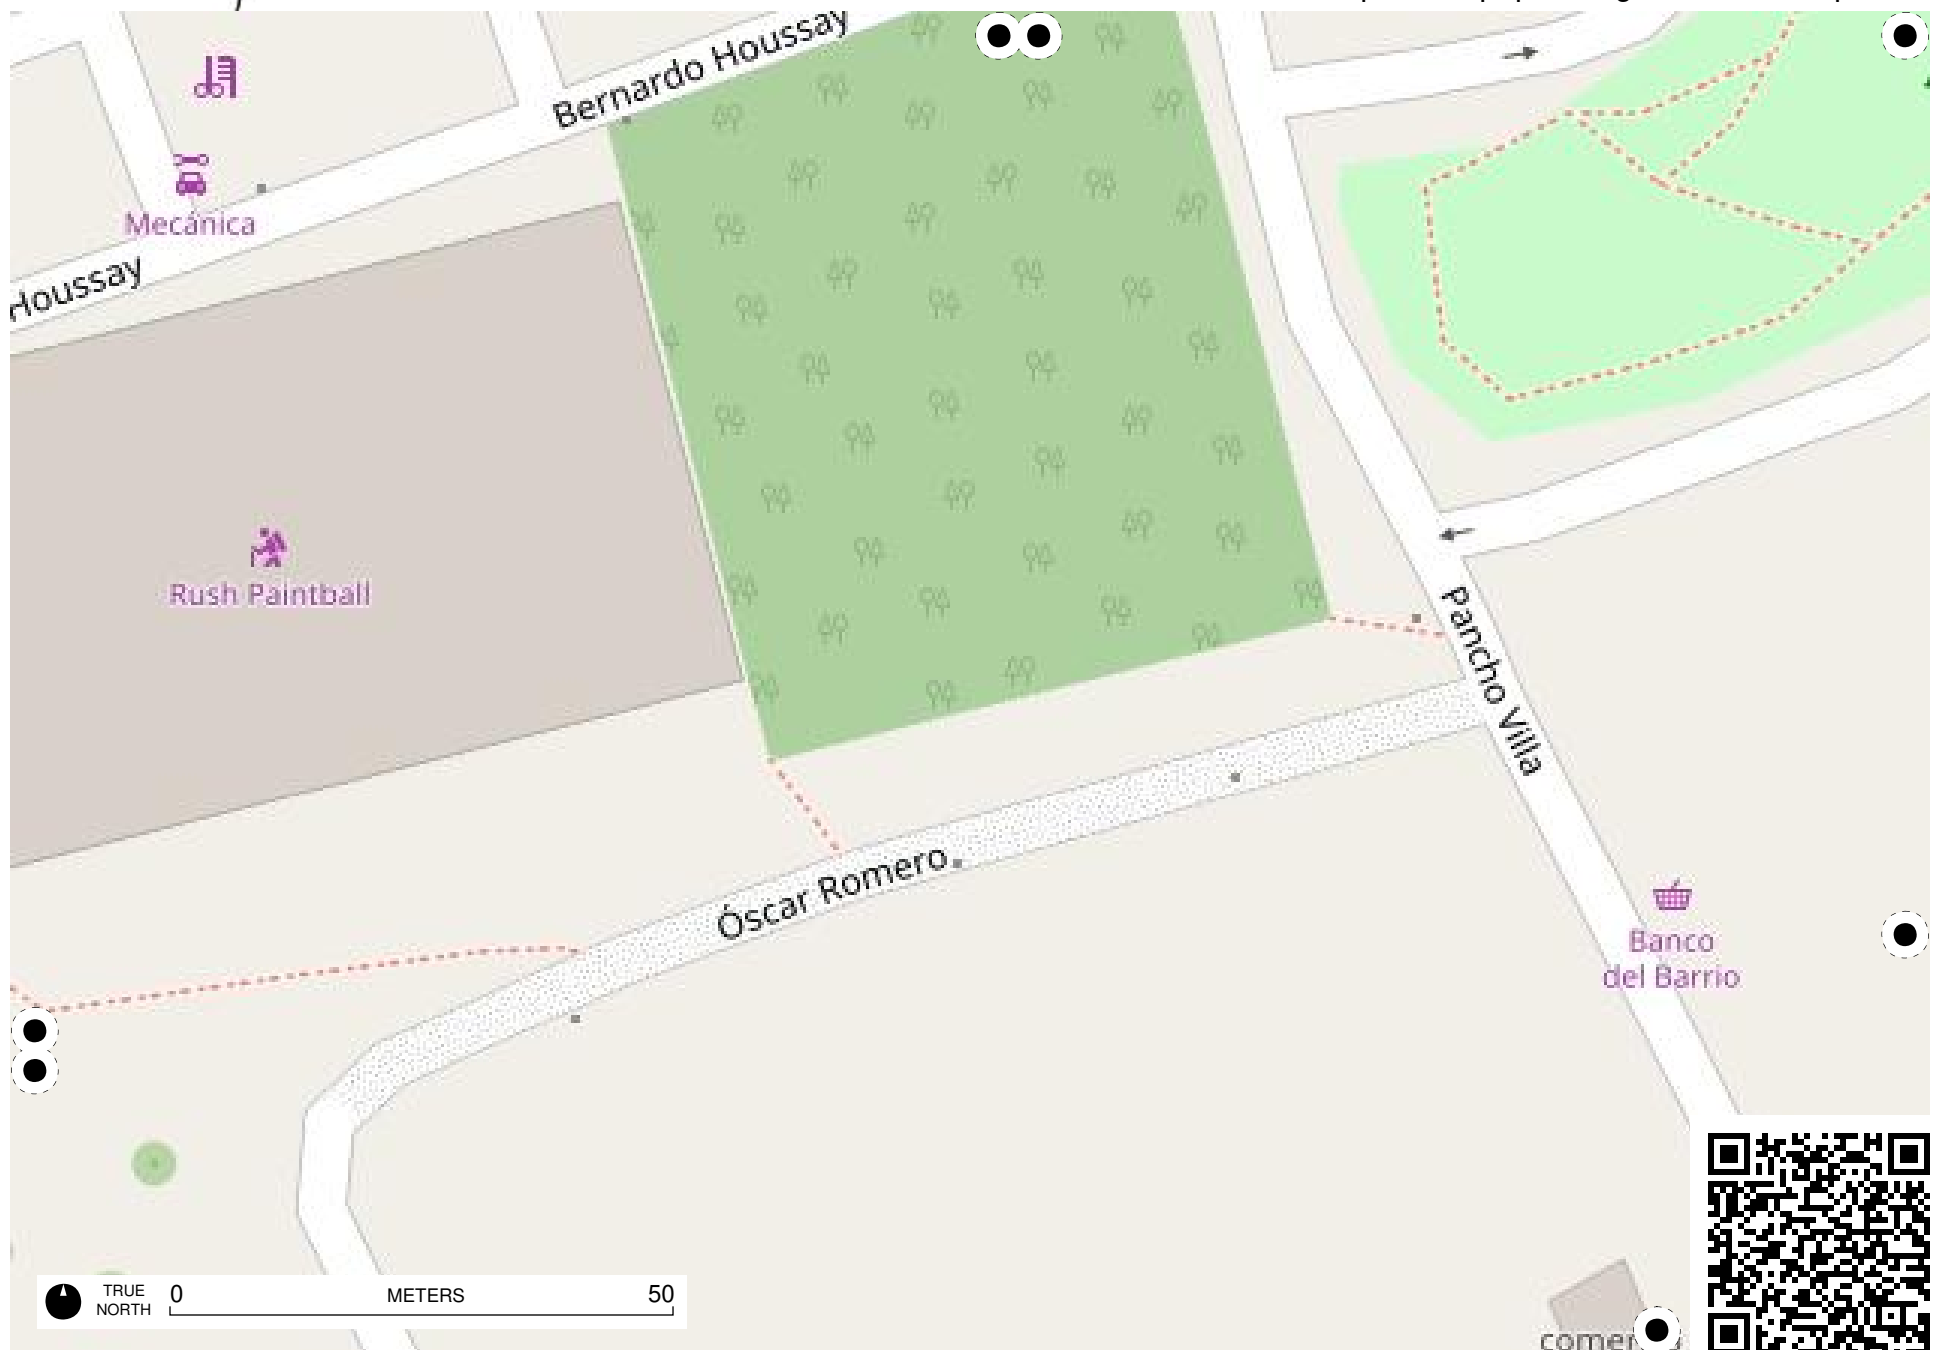 Bernardo Houssay
Mecánica
Houssay
Rush Paintball
Pancho Villa
Óscar Romero
Banco
del Barrio
TRUE
NORTH
0 METERS 50